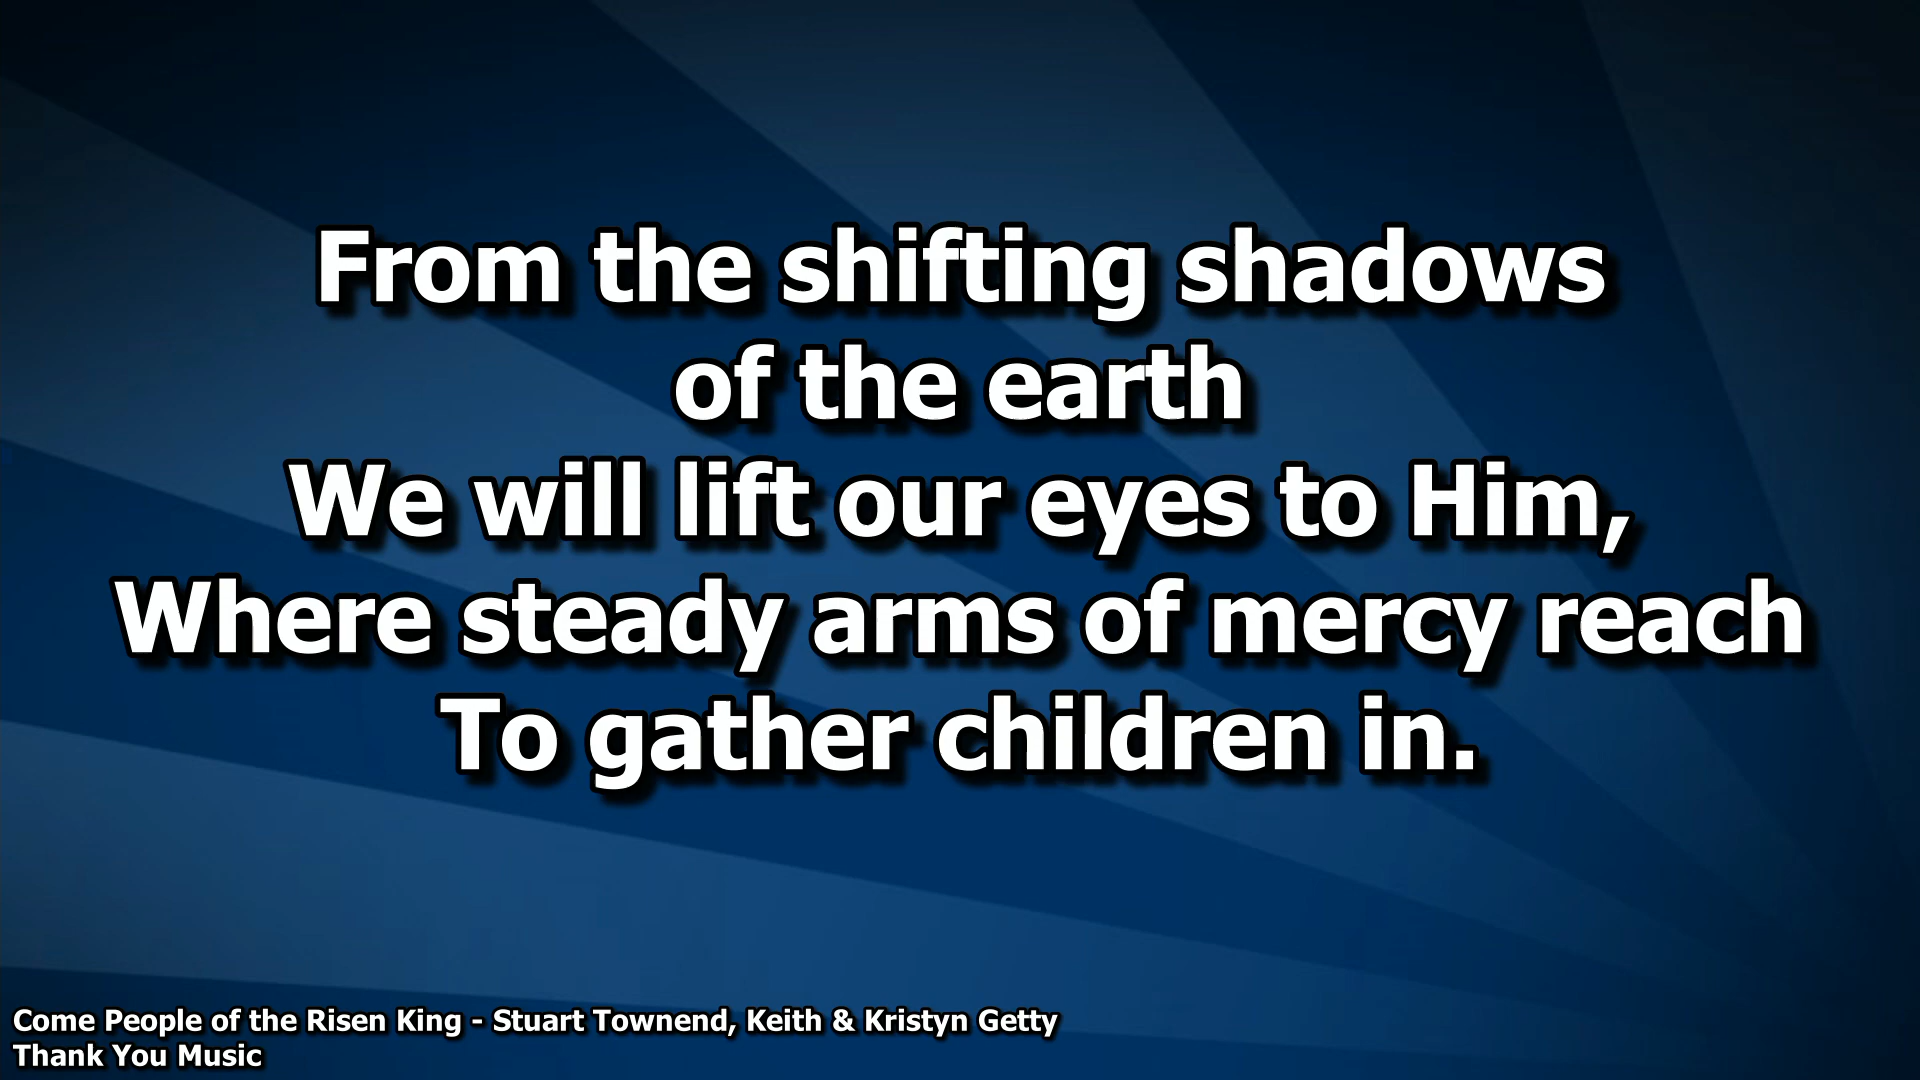 From the shifting shadows
of the earth
We will lift our eyes to Him,
Where steady arms of mercy reach
To gather children in.
Come People of the Risen King - Stuart Townend, Keith & Kristyn Getty
Thank You Music